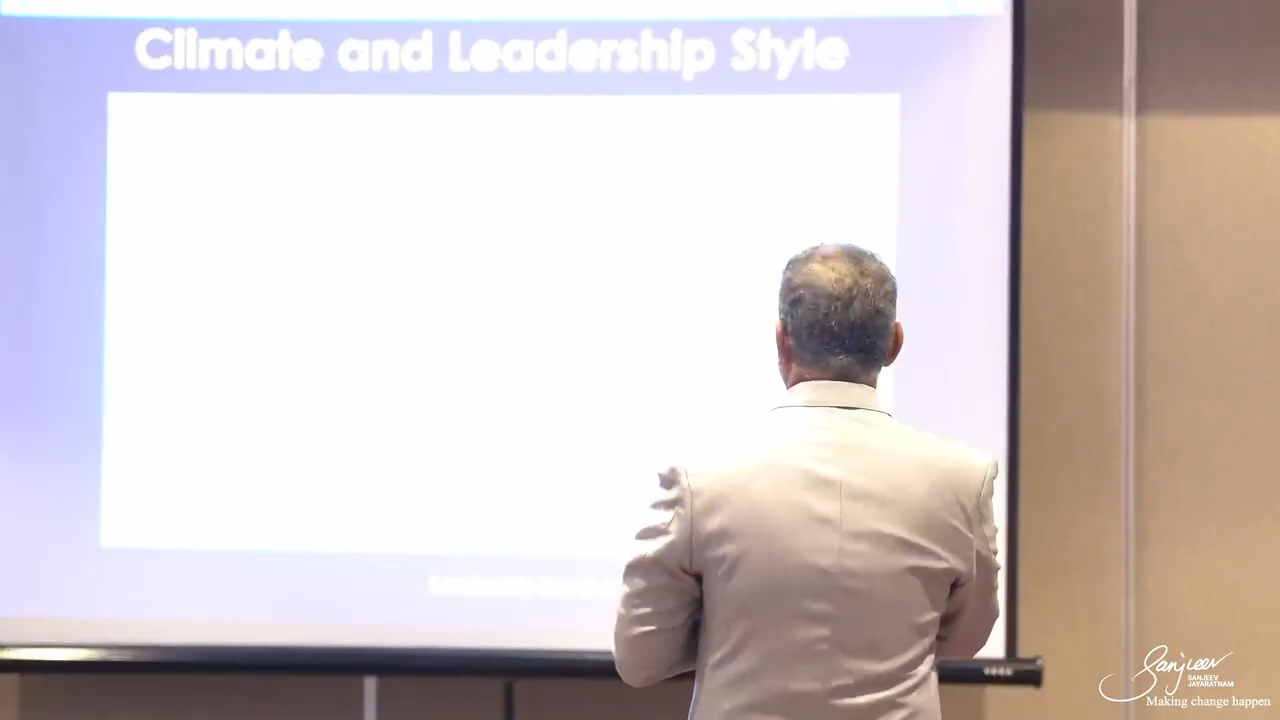 Climate and Leadership Style
Sanjeev
SANJEEV
JAYARATNAM
Making change happen